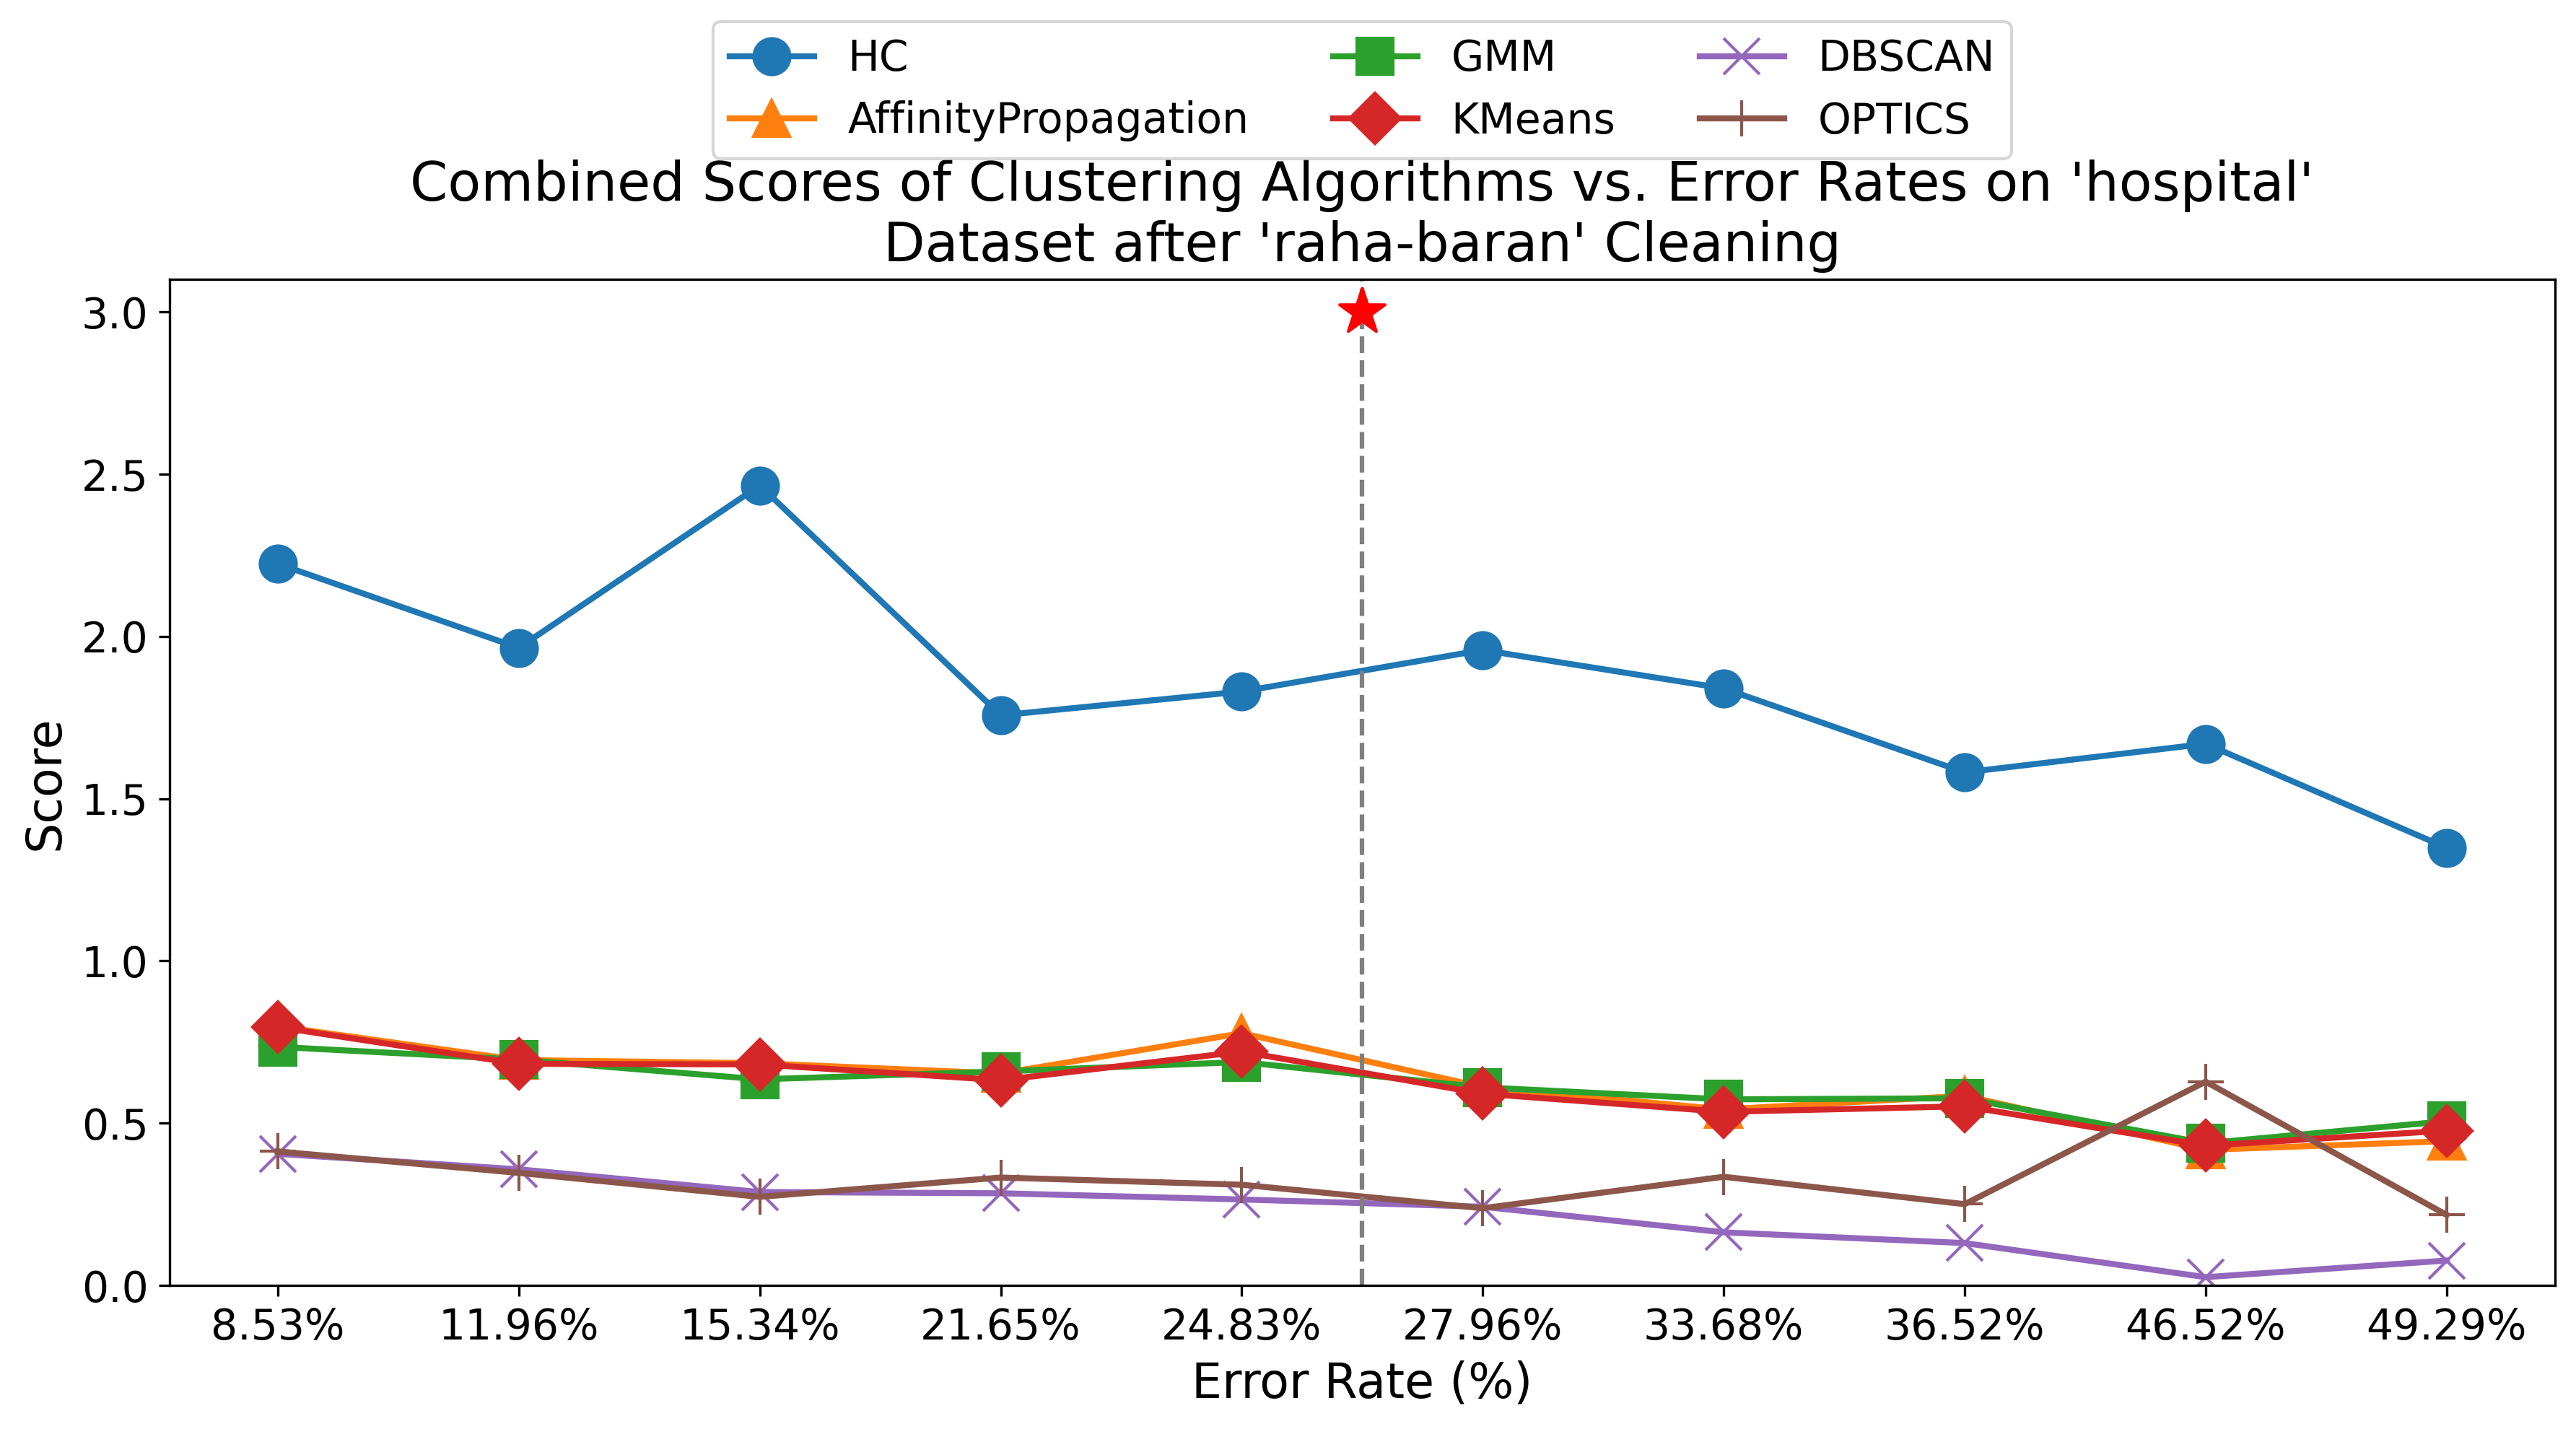 HC
GMM
DBSCAN
AffinityPropagation
KMeans
OPTICS
Combined Scores of Clustering Algorithms vs. Error Rates on 'hospital'
Dataset after 'raha-baran' Cleaning
3.0
2.5
2.0
1.5
1.0
0.5
0.0
Score
8.53%
11.96%
15.34%
21.65%
24.83%
27.96%
33.68%
36.52%
46.52%
49.29%
Error Rate (%)